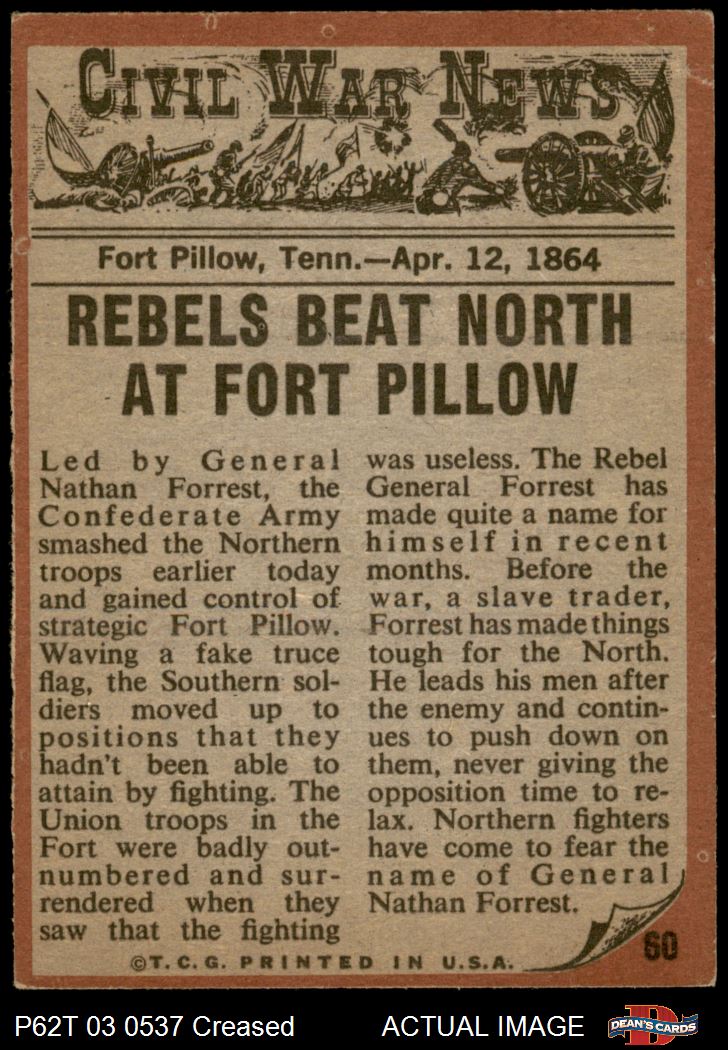 CIVIL WAR NEWS
Fort Pillow, Tenn.—Apr. 12, 1864
REBELS BEAT NORTH
AT FORT PILLOW
Led by General
Nathan Forrest, the
Confederate Army
smashed the Northern
troops earlier today
and gained control of
strategic Fort Pillow.
Waving a fake truce
flag, the Southern sol-
diers moved up to
positions that they
hadn't been able to
attain by fighting. The
Union troops in the
Fort were badly out-
numbered and sur-
rendered when they
saw that the fighting
was useless. The Rebel
General Forrest has
made quite a name for
himself in recent
months. Before the
war, a slave trader,
Forrest has made things
tough for the North.
He leads his men after
the enemy and contin-
ues to push down on
them, never giving the
opposition time to re-
lax. Northern fighters
have come to fear the
name of General
Nathan Forrest.
©T.C.G. PRINTED IN U.S.A.
60
P62T 03 0537 Creased
ACTUAL IMAGE
D
DEAN'S CARDS